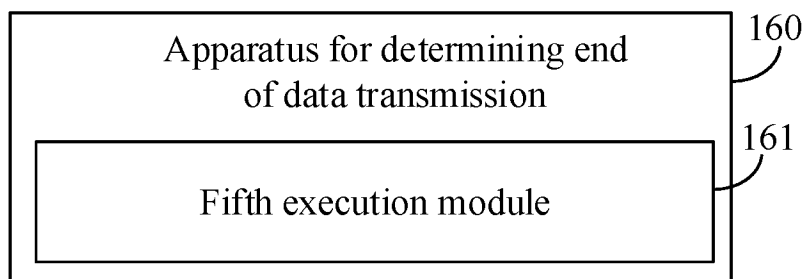 Apparatus for determining end
of data transmission
160
161
Fifth execution module